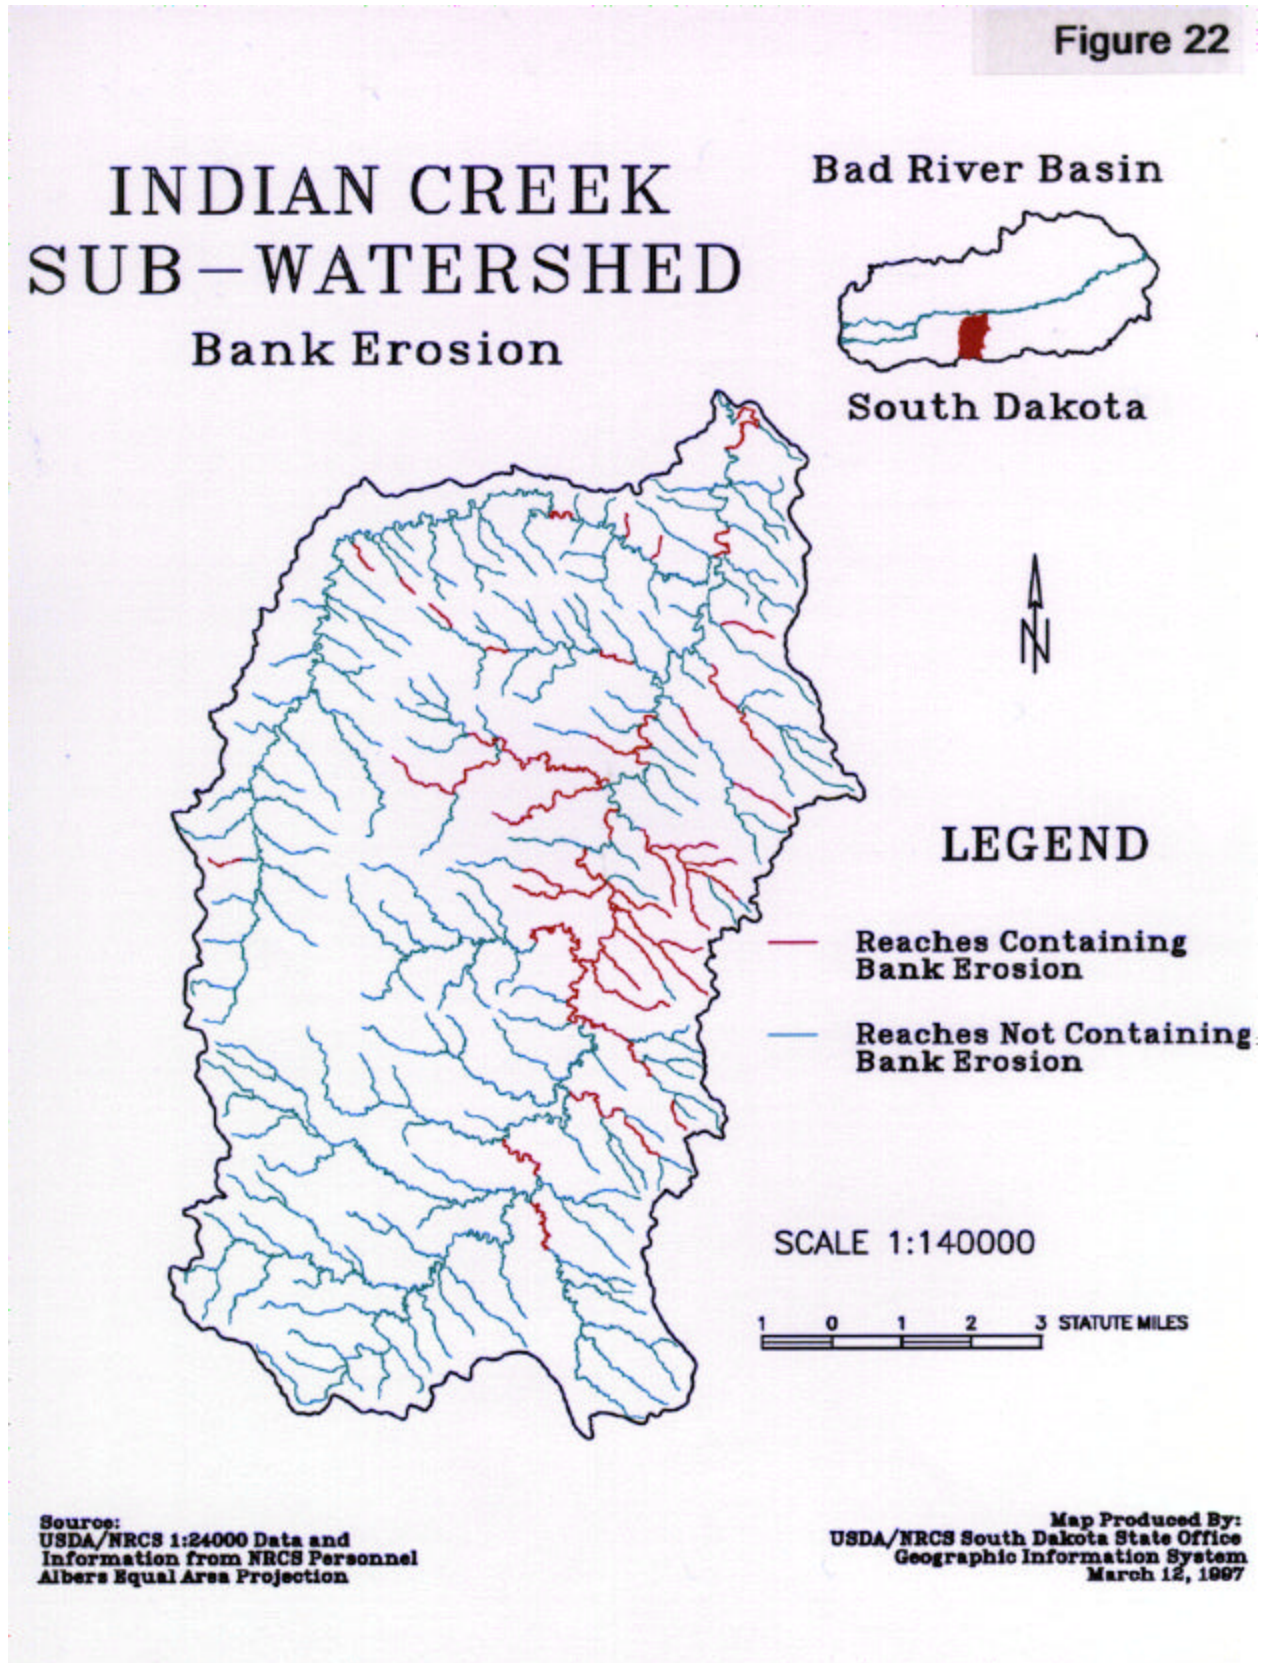 Figure 22
INDIAN CREEK
SUB-WATERSHED
Bank Erosion
Bad River Basin
South Dakota
N
LEGEND
Reaches Containing
Bank Erosion
Reaches Not Containing
Bank Erosion
SCALE 1:140000
1 0 1 2 3 STATUTE MILES
Source:
USDA/NRCS 1:24000 Data and
Information from NRCS Personnel
Albers Equal Area Projection
Map Produced By:
USDA/NRCS South Dakota State Office
Geographic Information System
March 12, 1997